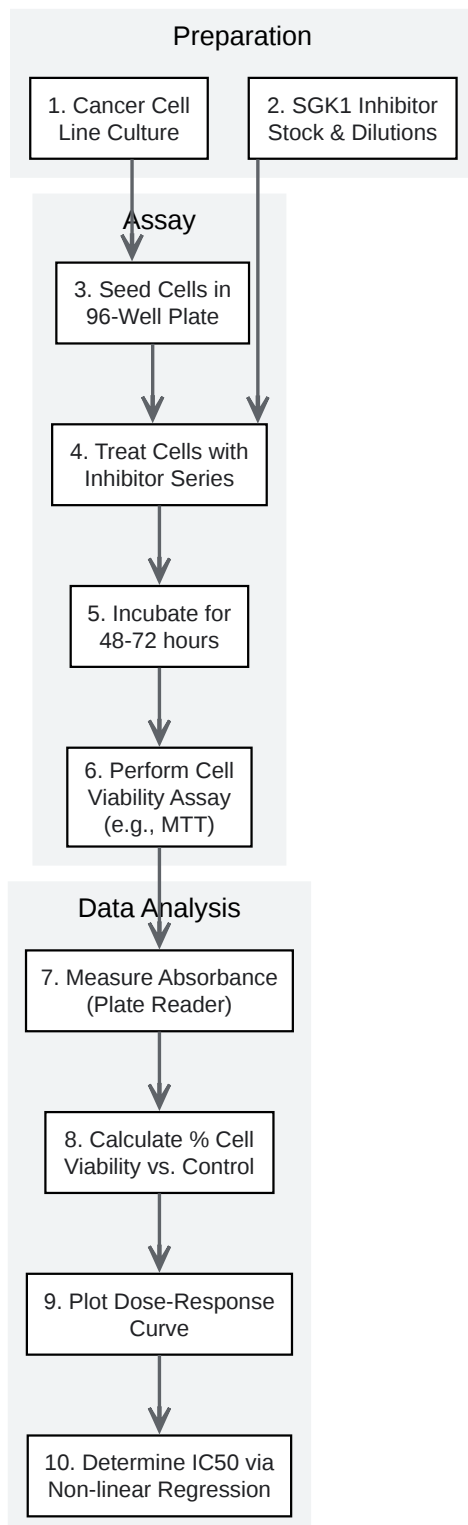 Preparation
1. Cancer Cell
Line Culture
2. SGK1 Inhibitor
Stock & Dilutions
Assay
3. Seed Cells in
96-Well Plate
4. Treat Cells with
Inhibitor Series
5. Incubate for
48-72 hours
6. Perform Cell
Viability Assay
(e.g., MTT)
Data Analysis
7. Measure Absorbance
(Plate Reader)
8. Calculate % Cell
Viability vs. Control
9. Plot Dose-Response
Curve
10. Determine IC50 via
Non-linear Regression